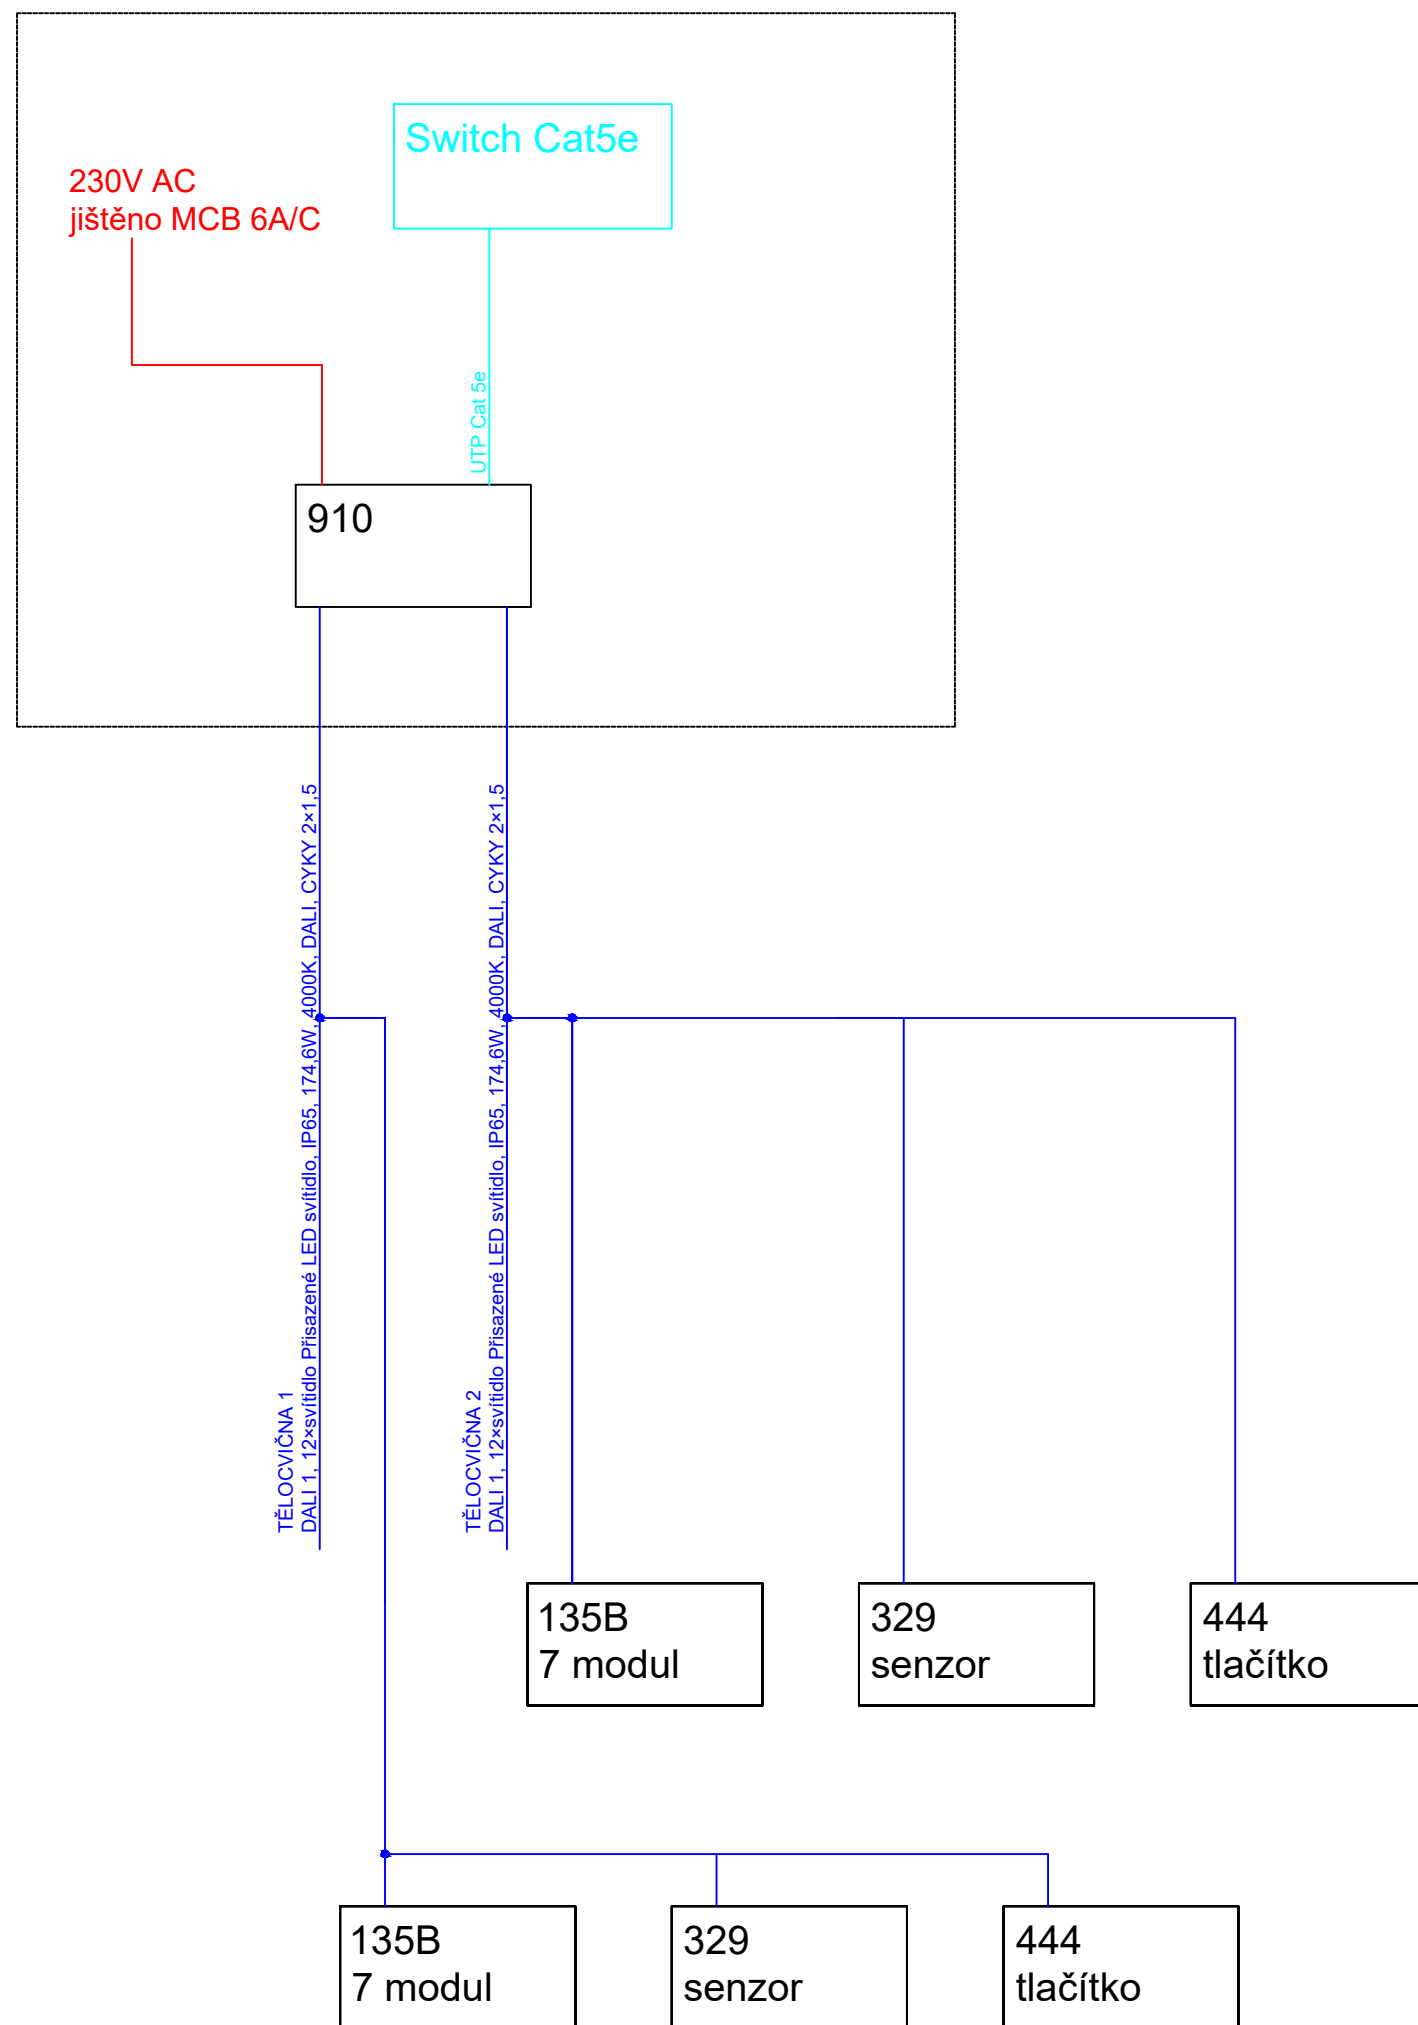 Switch Cat5e
230V AC
jištěno MCB 6A/C
UTP Cat 5e
910
TĚLOCVIČNA 1
DALI 1, 12×svítidlo Přisazené LED svítidlo, IP65, 174,6W, 4000K, DALI, CYKY 2×1,5
TĚLOCVIČNA 2
DALI 1, 12×svítidlo Přisazené LED svítidlo, IP65, 174,6W, 4000K, DALI, CYKY 2×1,5
135B
7 modul
329
senzor
444
tlačítko
135B
7 modul
329
senzor
444
tlačítko